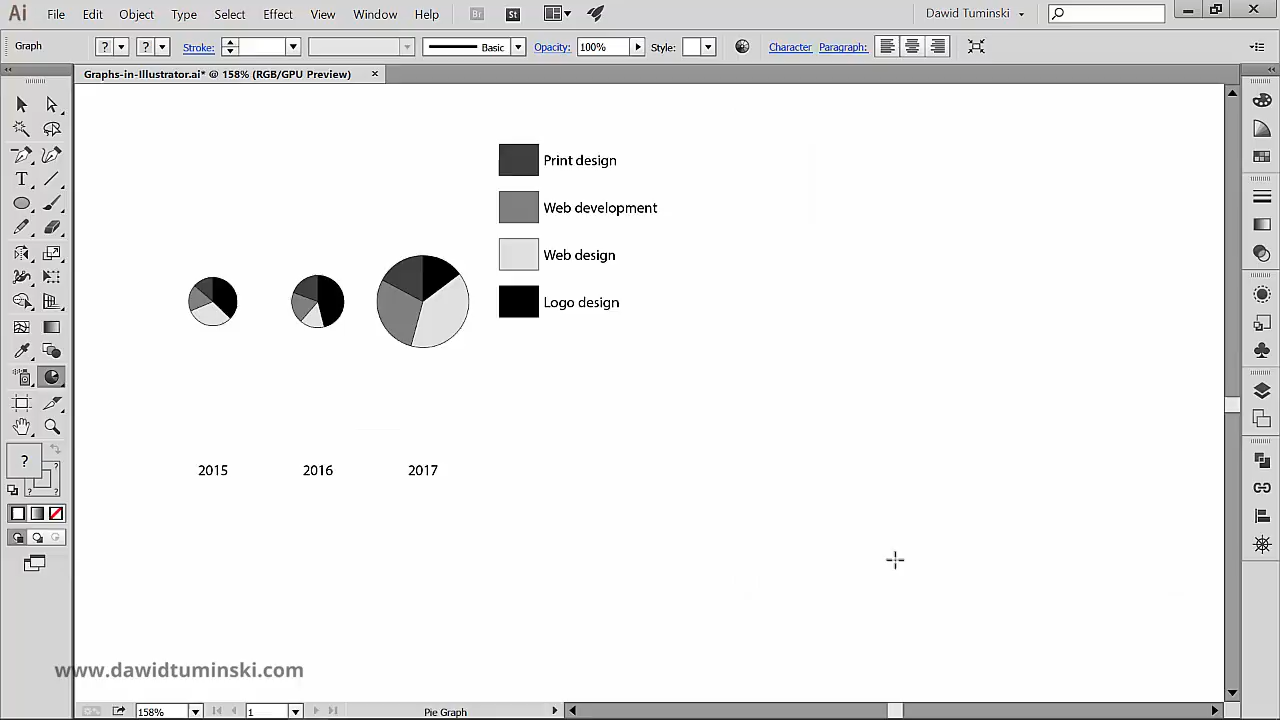 Ai File Edit Object Type Select Effect View Window Help Br St Dawid Tuminski
Graph ? ? Stroke: Basic Opacity: 100% Style: Character Paragraph:
Graphs-in-Illustrator.ai* @ 158% (RGB/GPU Preview) ×
Print design
Web development
Web design
Logo design
2015 2016 2017
?
?
? ?
www.dawidtuminski.com
158% 1 Pie Graph